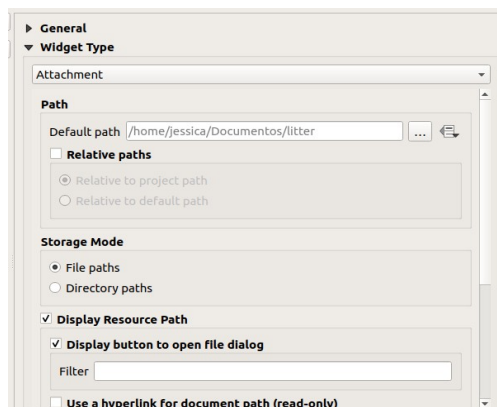 General
Widget Type
Attachment
Path
Default path /home/jessica/Documentos/litter ...
Relative paths
Relative to project path
Relative to default path
Storage Mode
File paths
Directory paths
Display Resource Path
Display button to open file dialog
Filter
Use a hyperlink for document path (read-only)